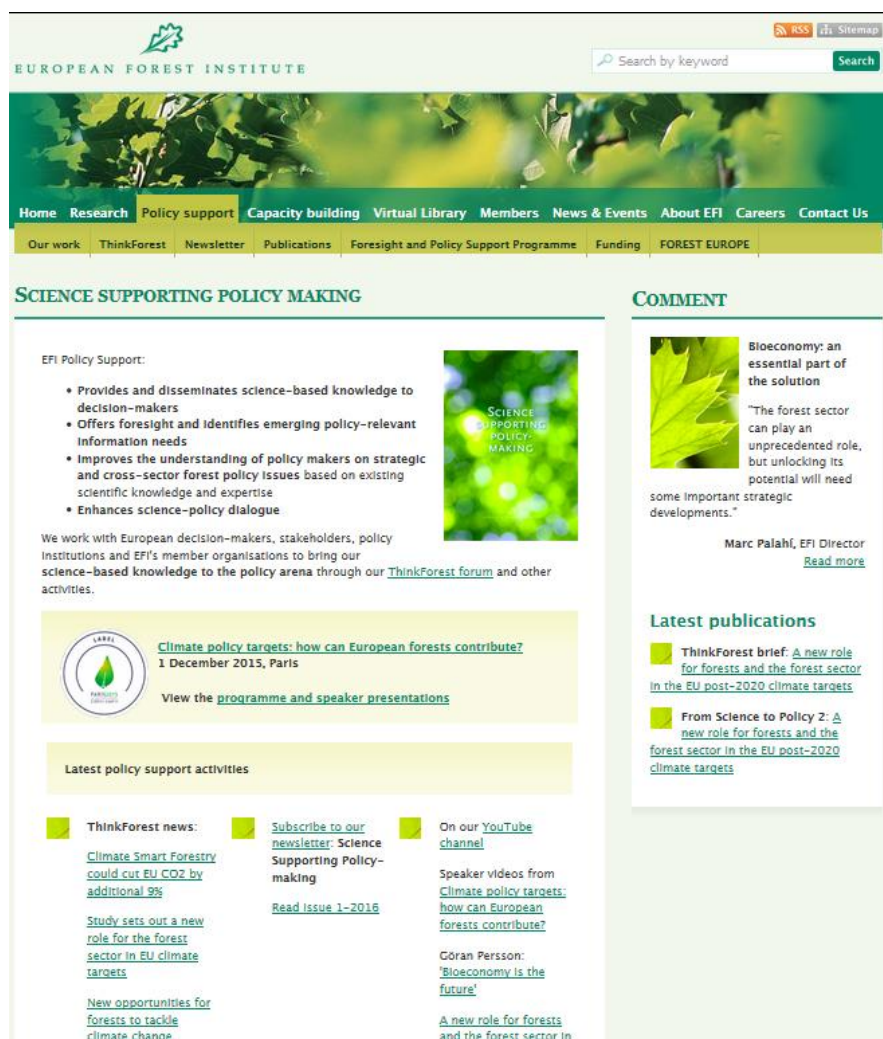 RSS
Sitemap
EUROPEAN FOREST INSTITUTE
Search by keyword
Search
Home Research Policy support Capacity building Virtual Library Members News & Events About EFI Careers Contact Us
Our work ThinkForest Newsletter Publications Foresight and Policy Support Programme Funding FOREST EUROPE
SCIENCE SUPPORTING POLICY MAKING
EFI Policy Support:
• Provides and disseminates science-based knowledge to
decision-makers
• Offers foresight and identifies emerging policy-relevant
information needs
• Improves the understanding of policy makers on strategic
and cross-sector forest policy issues based on existing
scientific knowledge and expertise
• Enhances science-policy dialogue
SCIENCE
SUPPORTING
POLICY-
MAKING
We work with European decision-makers, stakeholders, policy
institutions and EFI's member organisations to bring our
science-based knowledge to the policy arena through our ThinkForest forum and other
activities.
LABEL
PARIS2015
Climate policy targets: how can European forests contribute?
1 December 2015, Paris
View the programme and speaker presentations
Latest policy support activities
ThinkForest news:
Climate Smart Forestry
could cut EU CO2 by
additional 9%
Study sets out a new
role for the forest
sector in EU climate
targets
New opportunities for
forests to tackle
climate change
Subscribe to our
newsletter: Science
Supporting Policy-
making
Read Issue 1-2016
On our YouTube
channel
Speaker videos from
Climate policy targets:
how can European
forests contribute?
Göran Persson:
'Bioeconomy is the
future'
A new role for forests
and the forest sector in
COMMENT
Bioeconomy: an
essential part of
the solution
"The forest sector
can play an
unprecedented role,
but unlocking its
potential will need
some important strategic
developments."
Marc Palahí, EFI Director
Read more
Latest publications
ThinkForest brief: A new role
for forests and the forest sector
in the EU post-2020 climate targets
From Science to Policy 2: A
new role for forests and the
forest sector in the EU post-2020
climate targets